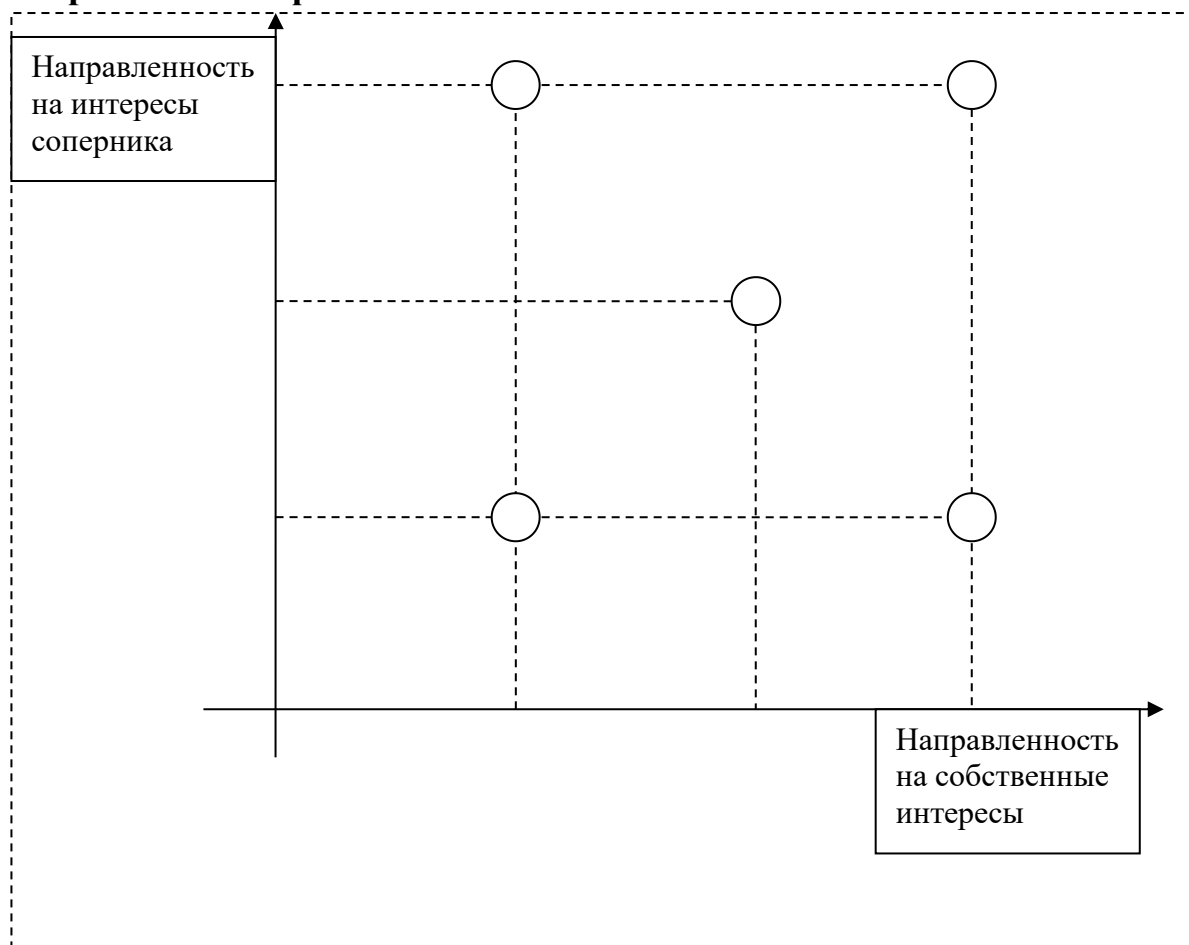 Направленность
на интересы
соперника
Направленность
на собственные
интересы